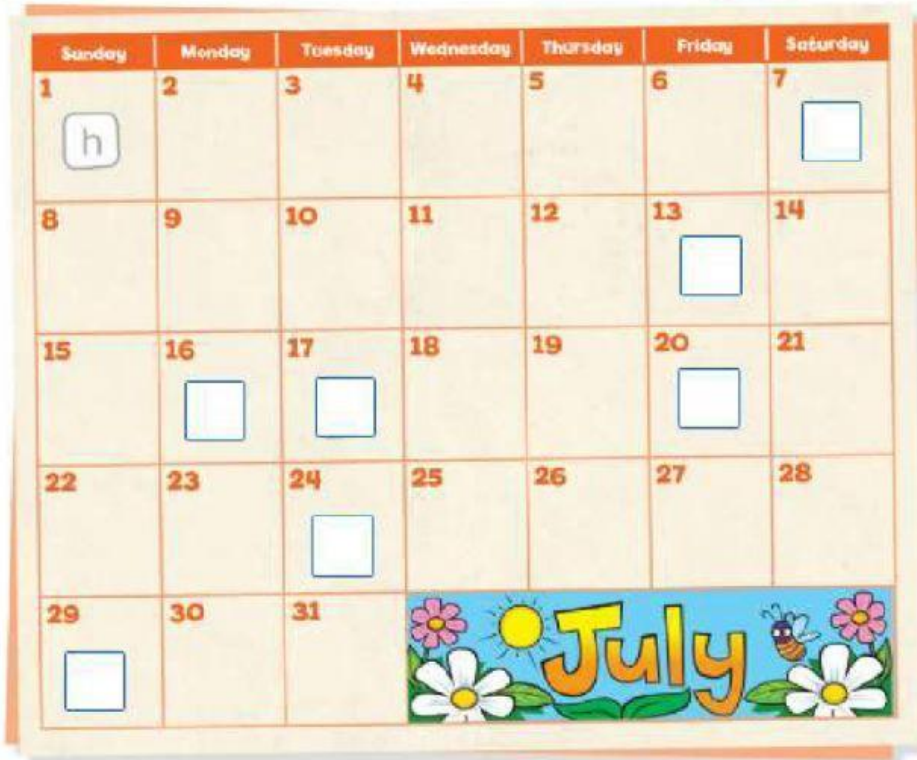 Sunday Monday Tuesday Wednesday Thursday Friday Saturday
1 2 3 4 5 6 7
h
8 9 10 11 12 13 14
15 16 17 18 19 20 21
22 23 24 25 26 27 28
29 30 31
July